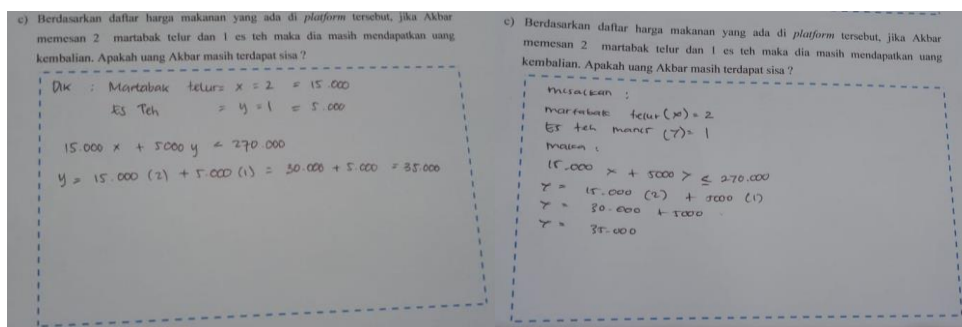 c) Berdasarkan daftar harga makanan yang ada di platform tersebut, jika Akbar
memesan 2 martabak telur dan 1 es teh maka dia masih mendapatkan uang
kembalian. Apakah uang Akbar masih terdapat sisa ?
Dik : Martabak telur = x = 2 = 15.000
Es Teh = y = 1 = 5.000
15.000 x + 5000 y ≤ 270.000
y = 15.000 (2) + 5.000 (1) = 30.000 + 5.000 = 35.000
c) Berdasarkan daftar harga makanan yang ada di platform tersebut, jika Akbar
memesan 2 martabak telur dan 1 es teh maka dia masih mendapatkan uang
kembalian. Apakah uang Akbar masih terdapat sisa ?
misalkan :
martabak telur (x) = 2
Es teh manis (y) = 1
maka :
15.000 x + 5000 y ≤ 270.000
y = 15.000 (2) + 5000 (1)
y = 30.000 + 5000
y = 35.000